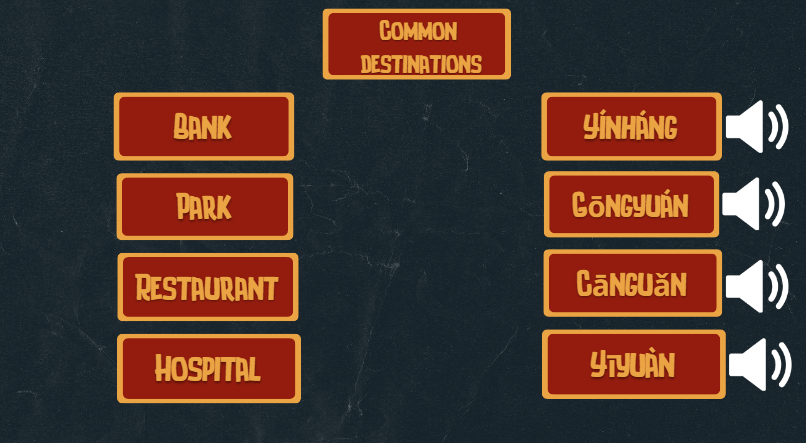 Common
destinations
Bank
Yínháng
Park
Gōngyuán
Restaurant
Cānguǎn
Hospital
Yīyuàn